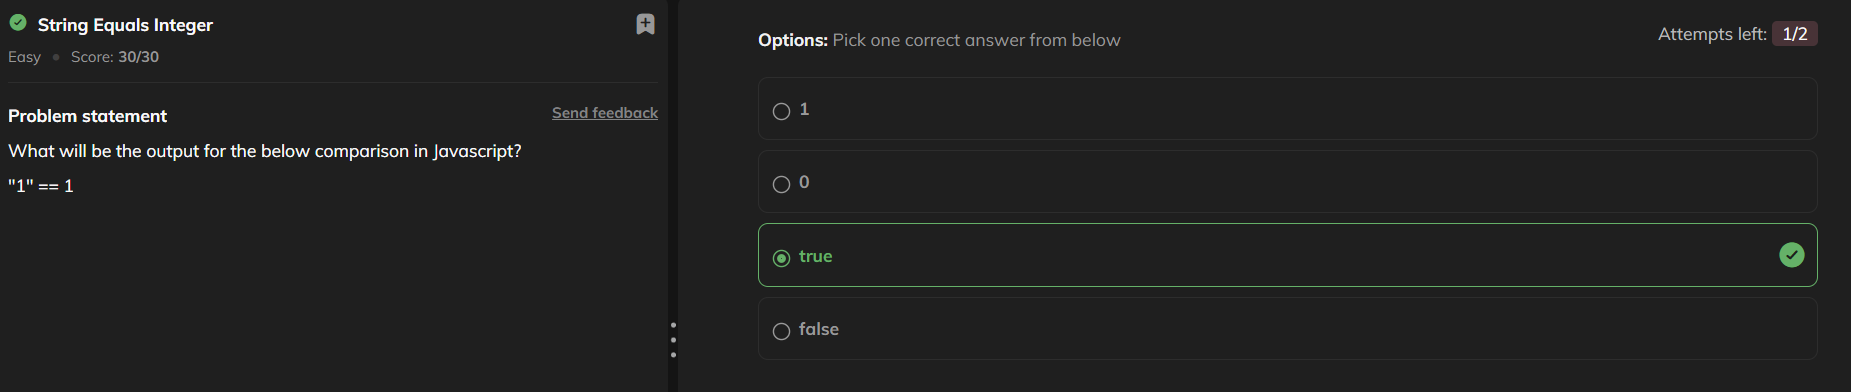 String Equals Integer
Easy • Score: 30/30
Problem statement
Send feedback
What will be the output for the below comparison in Javascript?
"1" == 1
Options: Pick one correct answer from below
Attempts left: 1/2
1
0
true
false